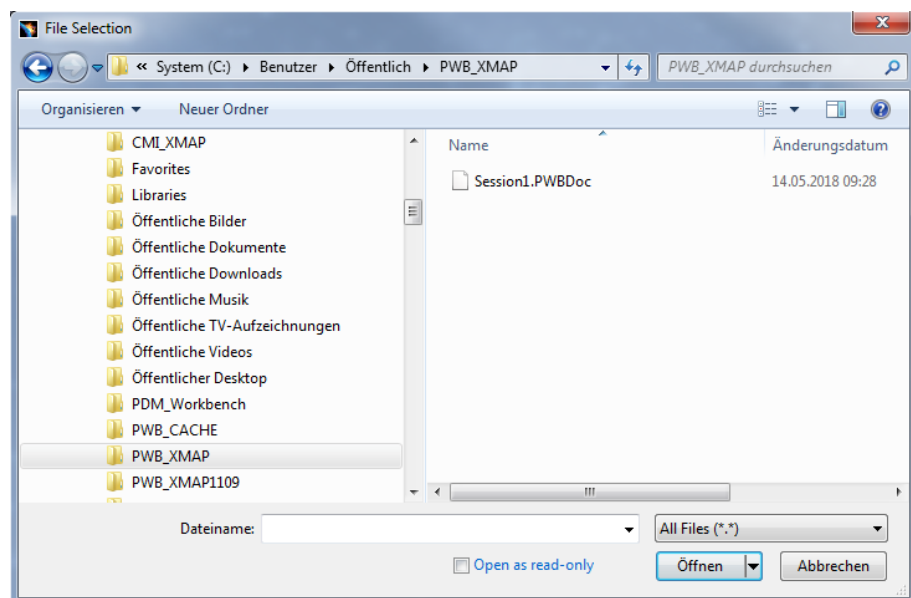 File Selection
« System (C:) Benutzer Öffentlich PWB_XMAP PWB_XMAP durchsuchen
Organisieren Neuer Ordner
CMI_XMAP
Favorites
Libraries
Öffentliche Bilder
Öffentliche Dokumente
Öffentliche Downloads
Öffentliche Musik
Öffentliche TV-Aufzeichnungen
Öffentliche Videos
Öffentlicher Desktop
PDM_Workbench
PWB_CACHE
PWB_XMAP
PWB_XMAP1109
Name Änderungsdatum
Session1.PWBDoc 14.05.2018 09:28
Dateiname: All Files (*.*)
Open as read-only Öffnen Abbrechen